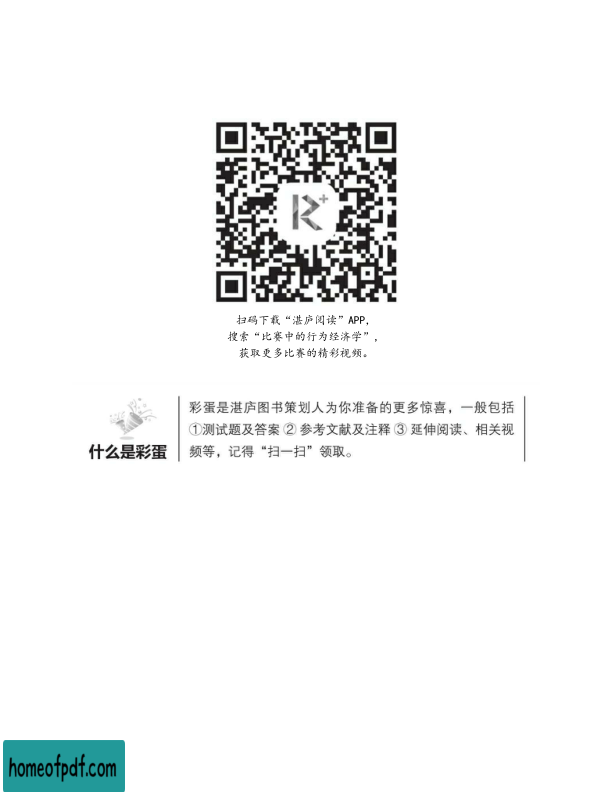 扫码下载“湛庐阅读”APP，
搜索“比赛中的行为经济学”，
获取更多比赛的精彩视频。
什么是彩蛋
彩蛋是湛庐图书策划人为你准备的更多惊喜，一般包括
①测试题及答案 ② 参考文献及注释 ③ 延伸阅读、相关视
频等，记得“扫一扫”领取。
homeofpdf.com